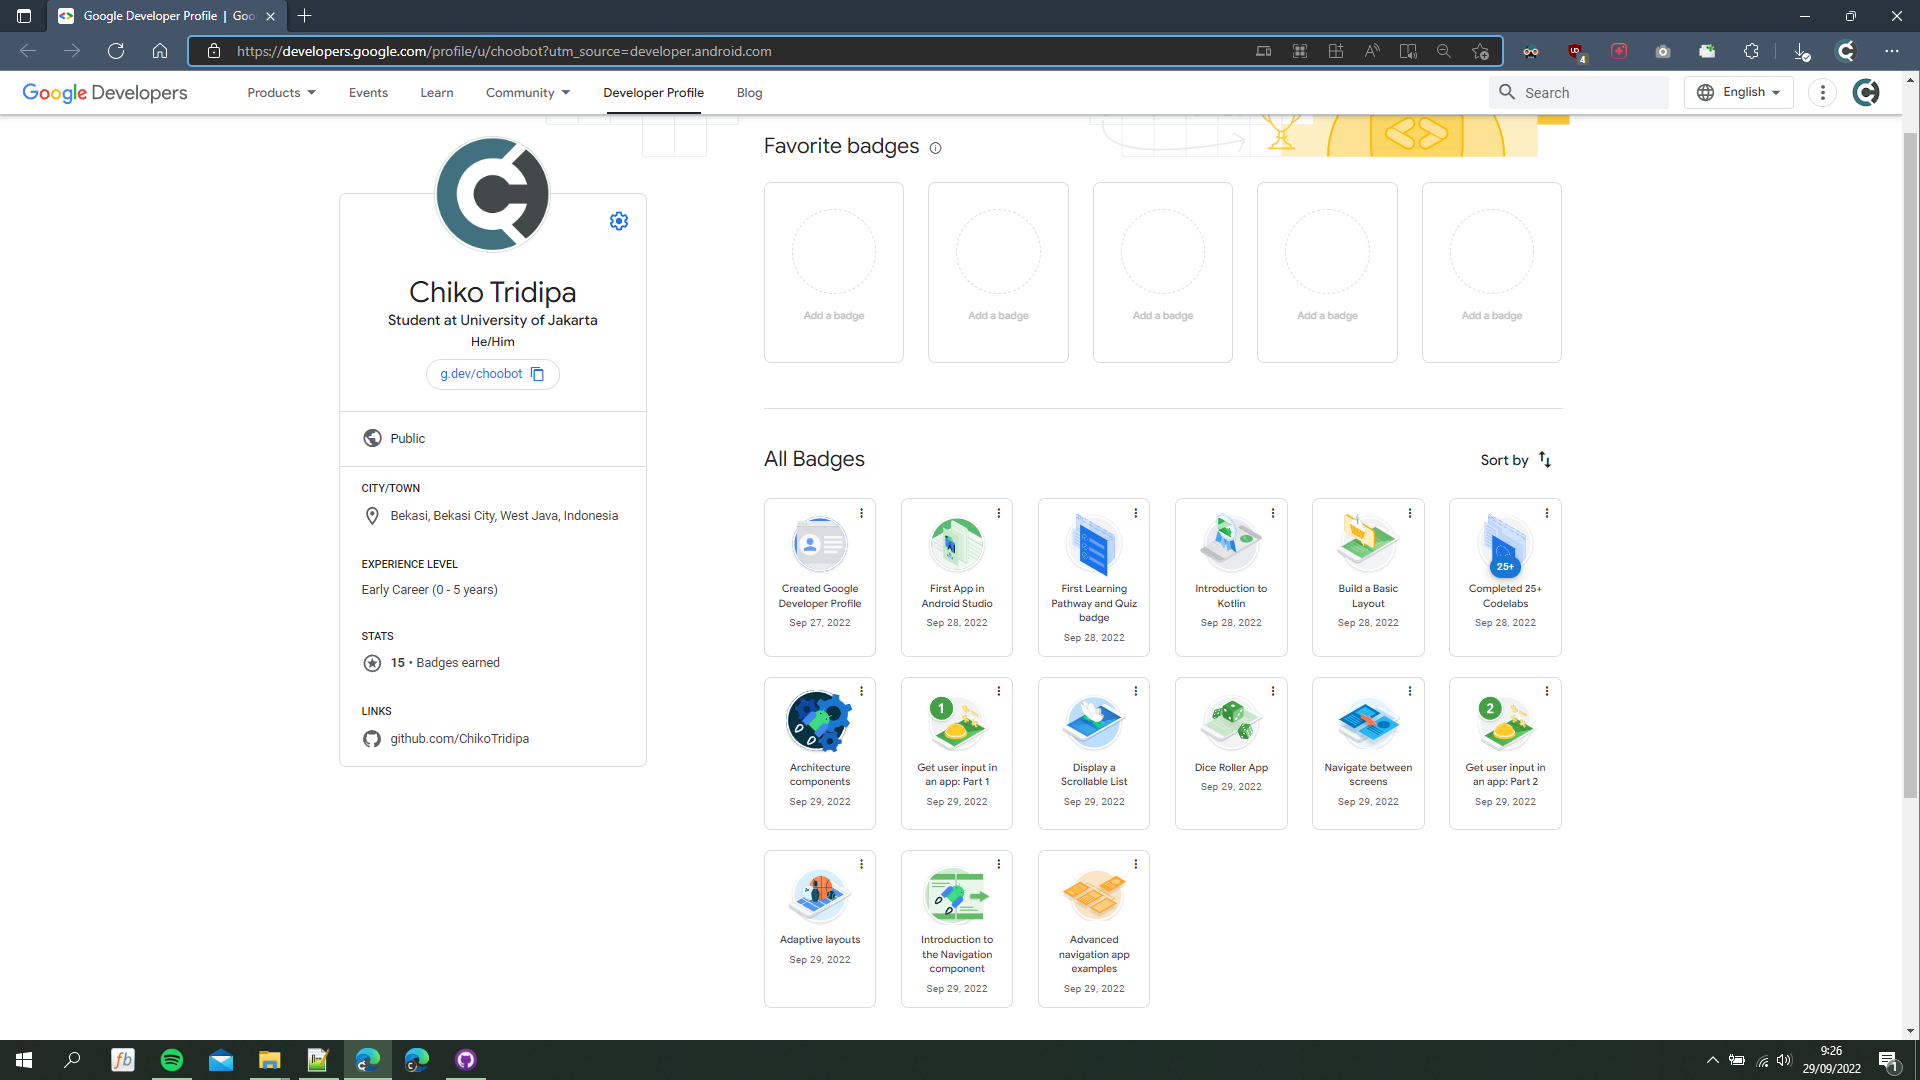 Google Developer Profile | Goo
https://developers.google.com/profile/u/choobot?utm_source=developer.android.com
4
Google Developers
Products
Events
Learn
Community
Developer Profile
Blog
Search
English
Chiko Tridipa
Student at University of Jakarta
He/Him
g.dev/choobot
Public
CITY/TOWN
Bekasi, Bekasi City, West Java, Indonesia
EXPERIENCE LEVEL
Early Career (0 - 5 years)
STATS
15 • Badges earned
LINKS
github.com/ChikoTridipa
Favorite badges
Add a badge
Add a badge
Add a badge
Add a badge
Add a badge
All Badges
Sort by
Created Google
Developer Profile
Sep 27, 2022
First App in
Android Studio
Sep 28, 2022
First Learning
Pathway and Quiz
badge
Sep 28, 2022
Introduction to
Kotlin
Sep 28, 2022
Build a Basic
Layout
Sep 28, 2022
25+
Completed 25+
Codelabs
Sep 28, 2022
Architecture
components
Sep 29, 2022
1
Get user input in
an app: Part 1
Sep 29, 2022
Display a
Scrollable List
Sep 29, 2022
Dice Roller App
Sep 29, 2022
Navigate between
screens
Sep 29, 2022
2
Get user input in
an app: Part 2
Sep 29, 2022
Adaptive layouts
Sep 29, 2022
Introduction to
the Navigation
component
Sep 29, 2022
Advanced
navigation app
examples
Sep 29, 2022
fb
9:26
29/09/2022
1